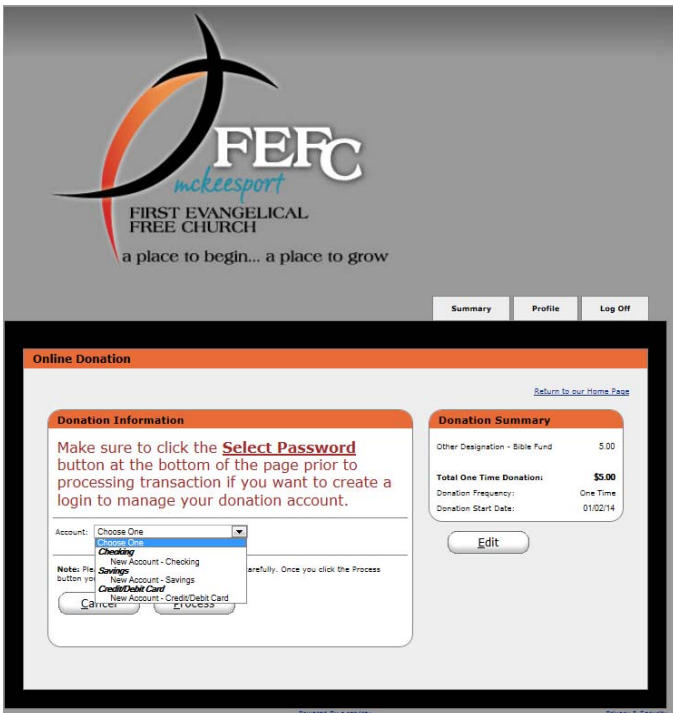 FEFC
mckeesport
FIRST EVANGELICAL
FREE CHURCH
a place to begin... a place to grow
Summary Profile Log Off
Online Donation
Return to our Home Page
Donation Information
Make sure to click the Select Password
button at the bottom of the page prior to
processing transaction if you want to create a
login to manage your donation account.
Account: Choose One
Choose One
Checking
New Account - Checking
Savings
New Account - Savings
Credit/Debit Card
New Account - Credit/Debit Card
Note: arefully. Once you click the Process
button
Cancel Process
Donation Summary
Other Designation - Bible Fund 5.00
Total One Time Donation: $5.00
Donation Frequency: One Time
Donation Start Date: 01/02/14
Edit